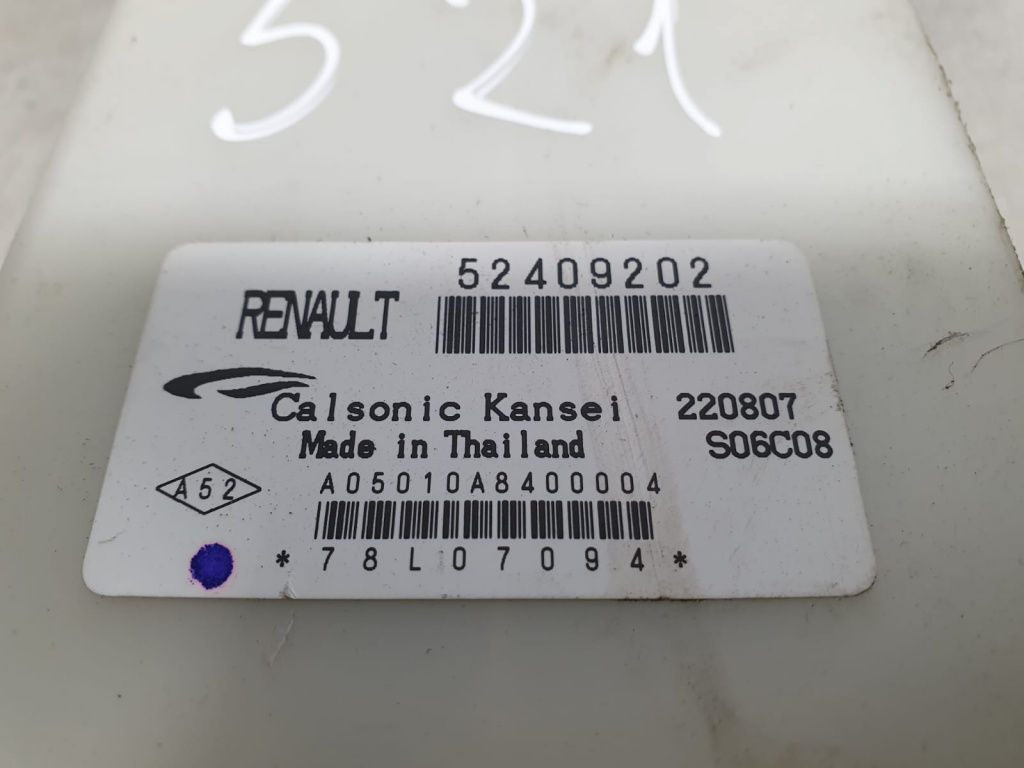 521
52409202
RENAULT
Calsonic Kansei 220807
Made in Thailand S06C08
A52 A05010A8400004
*78L07094*